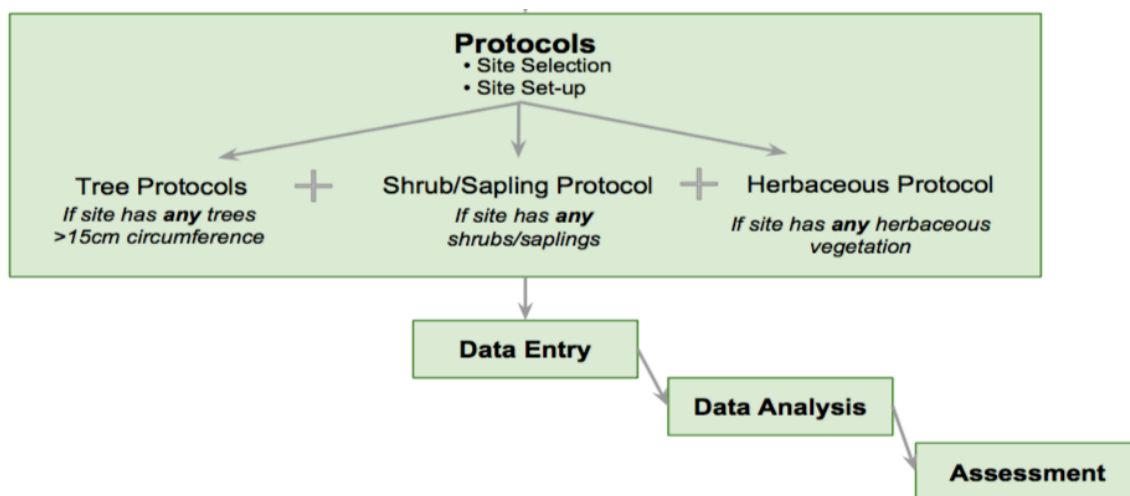 Protocols
• Site Selection
• Site Set-up
Tree Protocols
If site has any trees
>15cm circumference
+
Shrub/Sapling Protocol
If site has any
shrubs/saplings
+
Herbaceous Protocol
If site has any herbaceous
vegetation
Data Entry
Data Analysis
Assessment